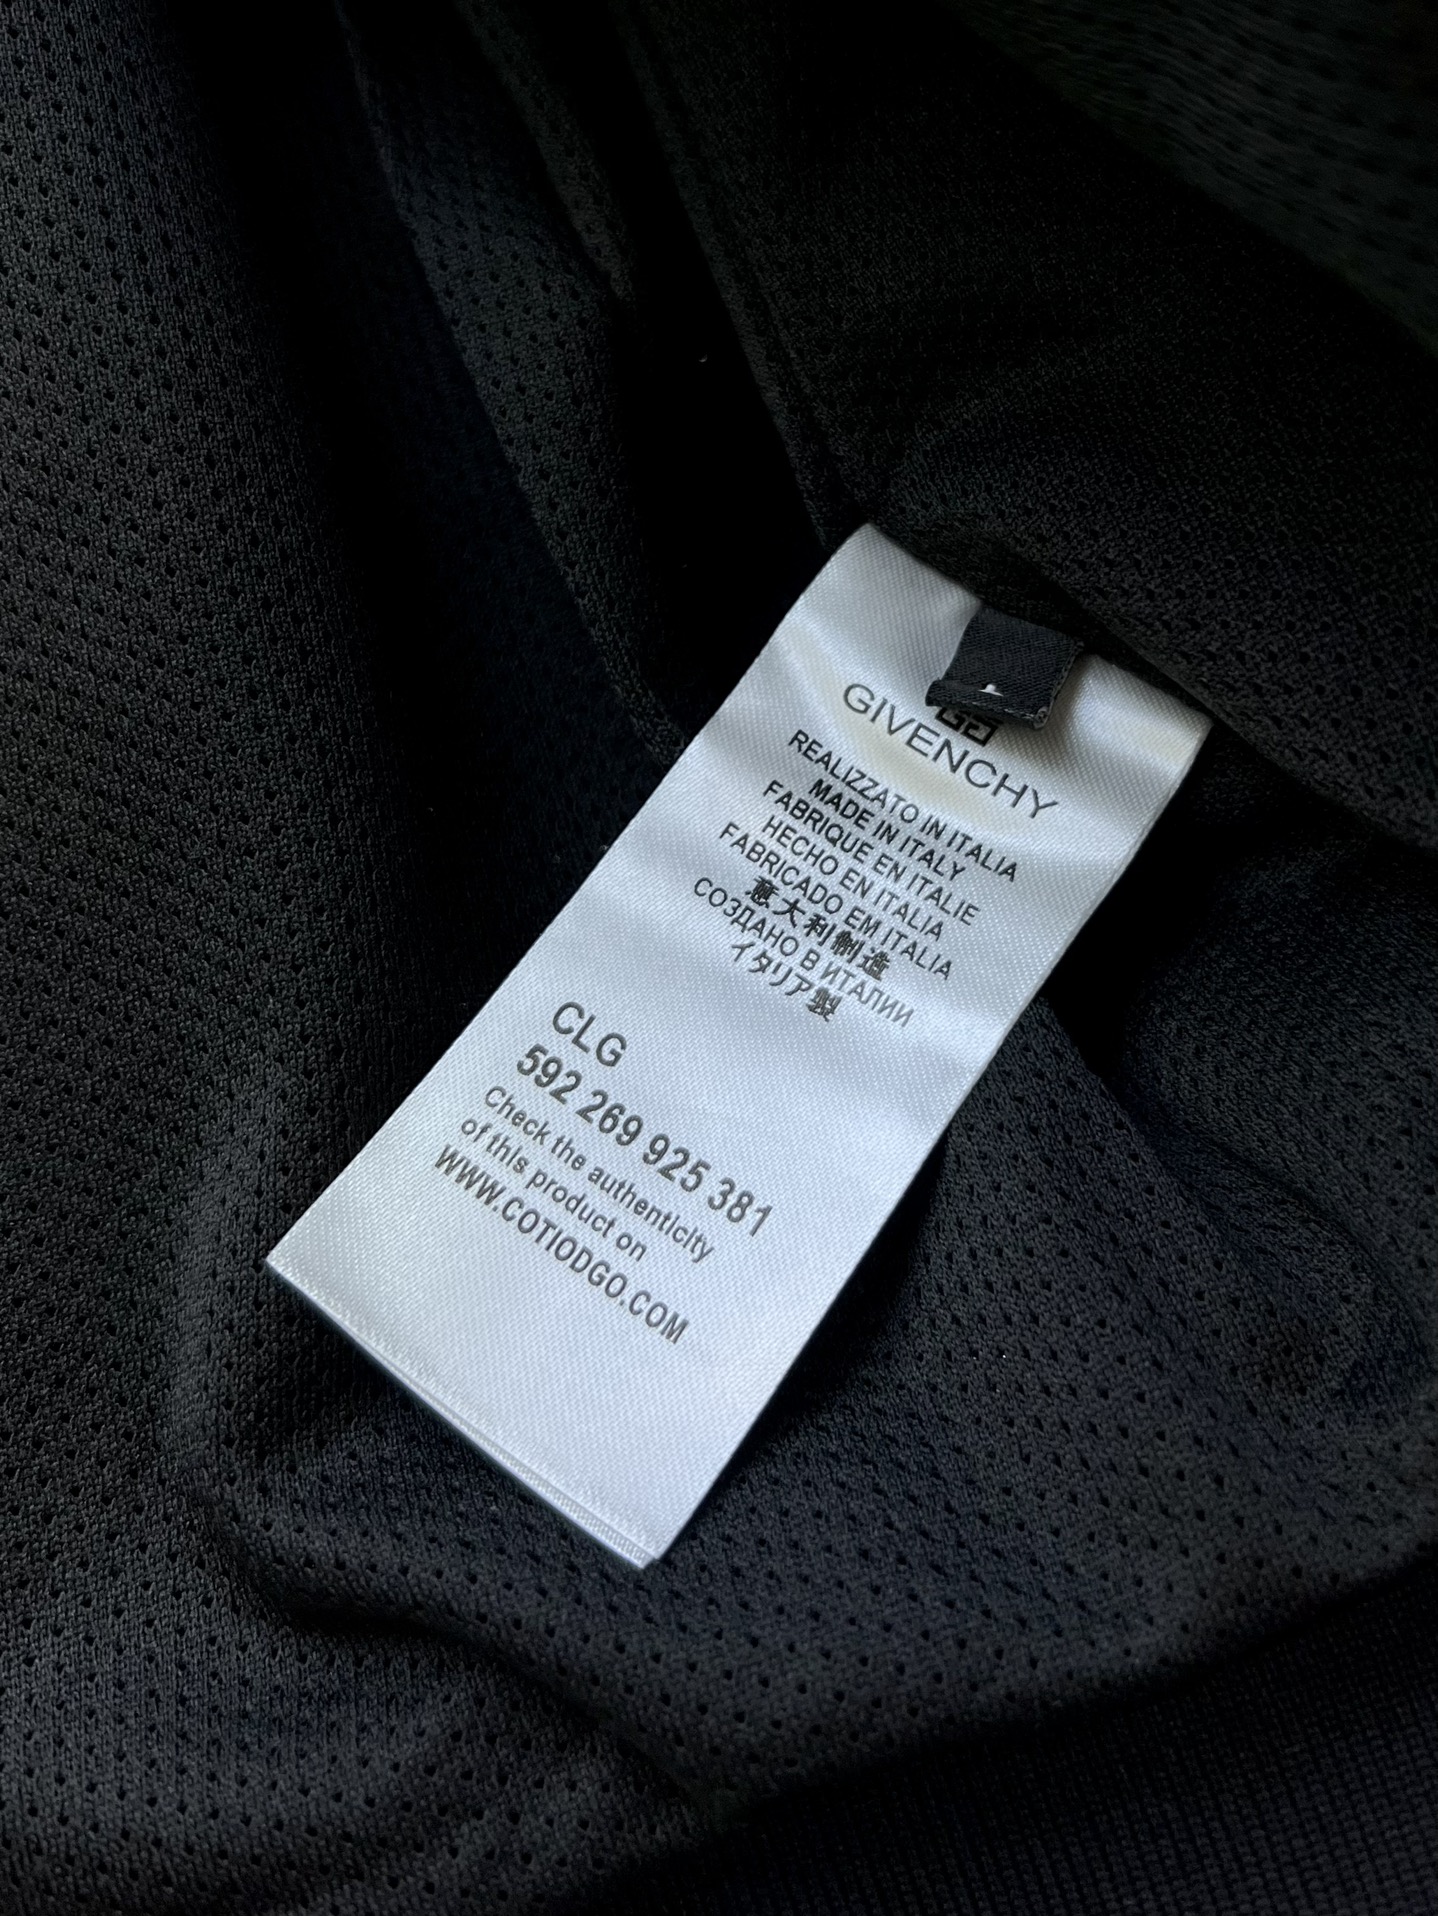 GIVENCHY
REALIZZATO IN ITALIA
MADE IN ITALY
FABRIQUE EN ITALIE
HECHO EN ITALIA
FABRICADO EM ITALIA
意大利制造
СОЗДАНО В ИТАЛИИ
イタリア製
CLG
592 269 925 381
Check the authenticity
of this product on
WWW.COTIODGO.COM